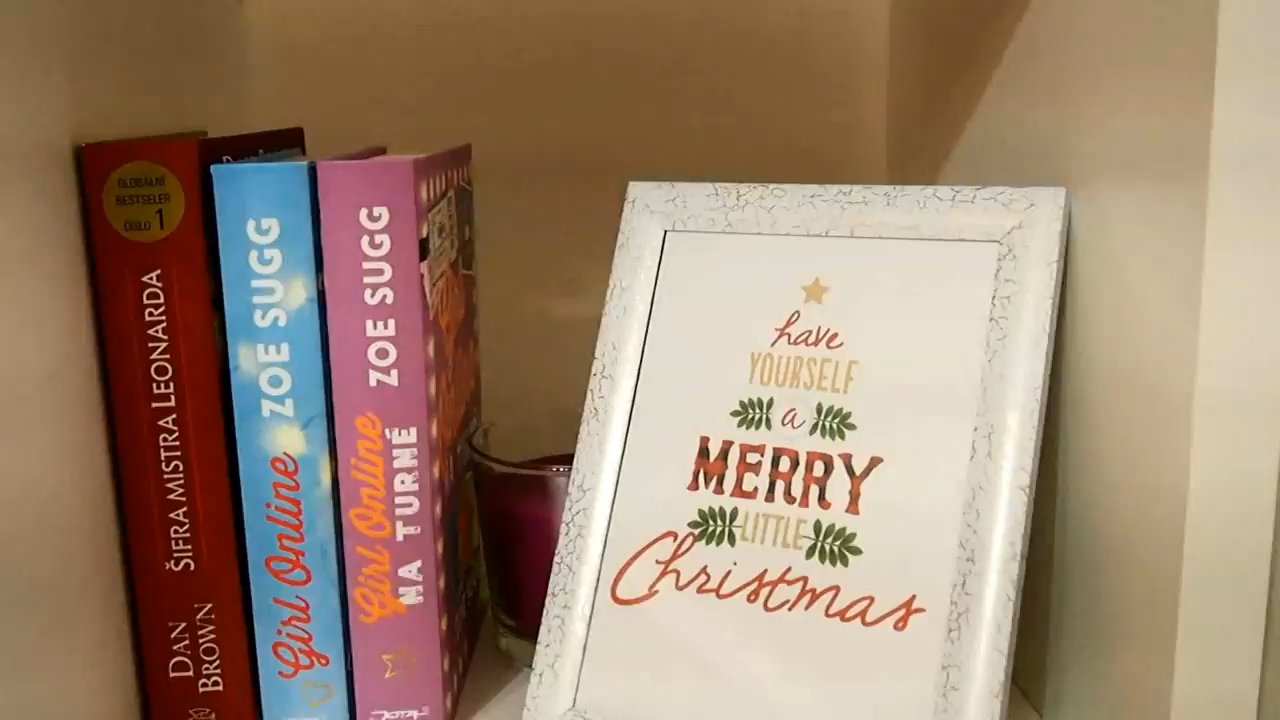 GLOBÁLNÍ
BESTSELER
ČÍSLO 1
ŠIFRA MISTRA LEONARDA
DAN
BROWN
Girl Online ZOE SUGG
Girl Online
NA TURNÉ
ZOE SUGG
have
YOURSELF
a
MERRY
LITTLE
Christmas